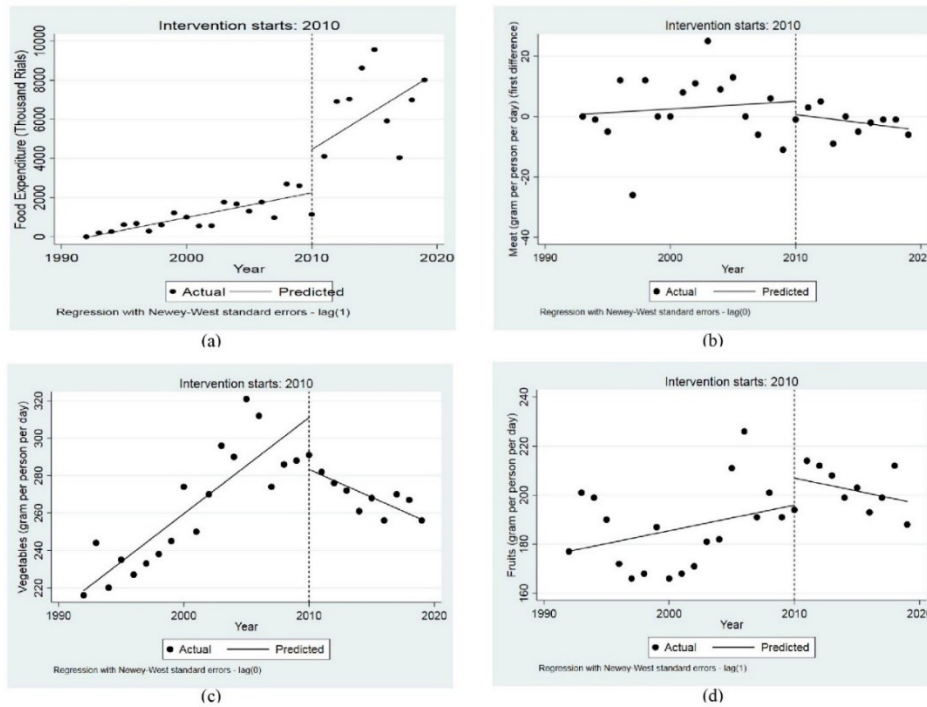 Intervention starts: 2010
Food Expenditure (Thousand Rials)
10000
8000
6000
4000
2000
0
1990
2000
2010
2020
Year
Actual
Predicted
Regression with Newey-West standard errors - lag(1)
(a)
Intervention starts: 2010
Meat (gram per person per day) (first difference)
20
0
-20
-40
1990
2000
2010
2020
Year
Actual
Predicted
Regression with Newey-West standard errors - lag(0)
(b)
Intervention starts: 2010
Vegetables (gram per person per day)
320
300
280
260
240
220
1990
2000
2010
2020
Year
Actual
Predicted
Regression with Newey-West standard errors - lag(0)
(c)
Intervention starts: 2010
Fruits (gram per person per day)
240
220
200
180
160
1990
2000
2010
2020
Year
Actual
Predicted
Regression with Newey-West standard errors - lag(1)
(d)